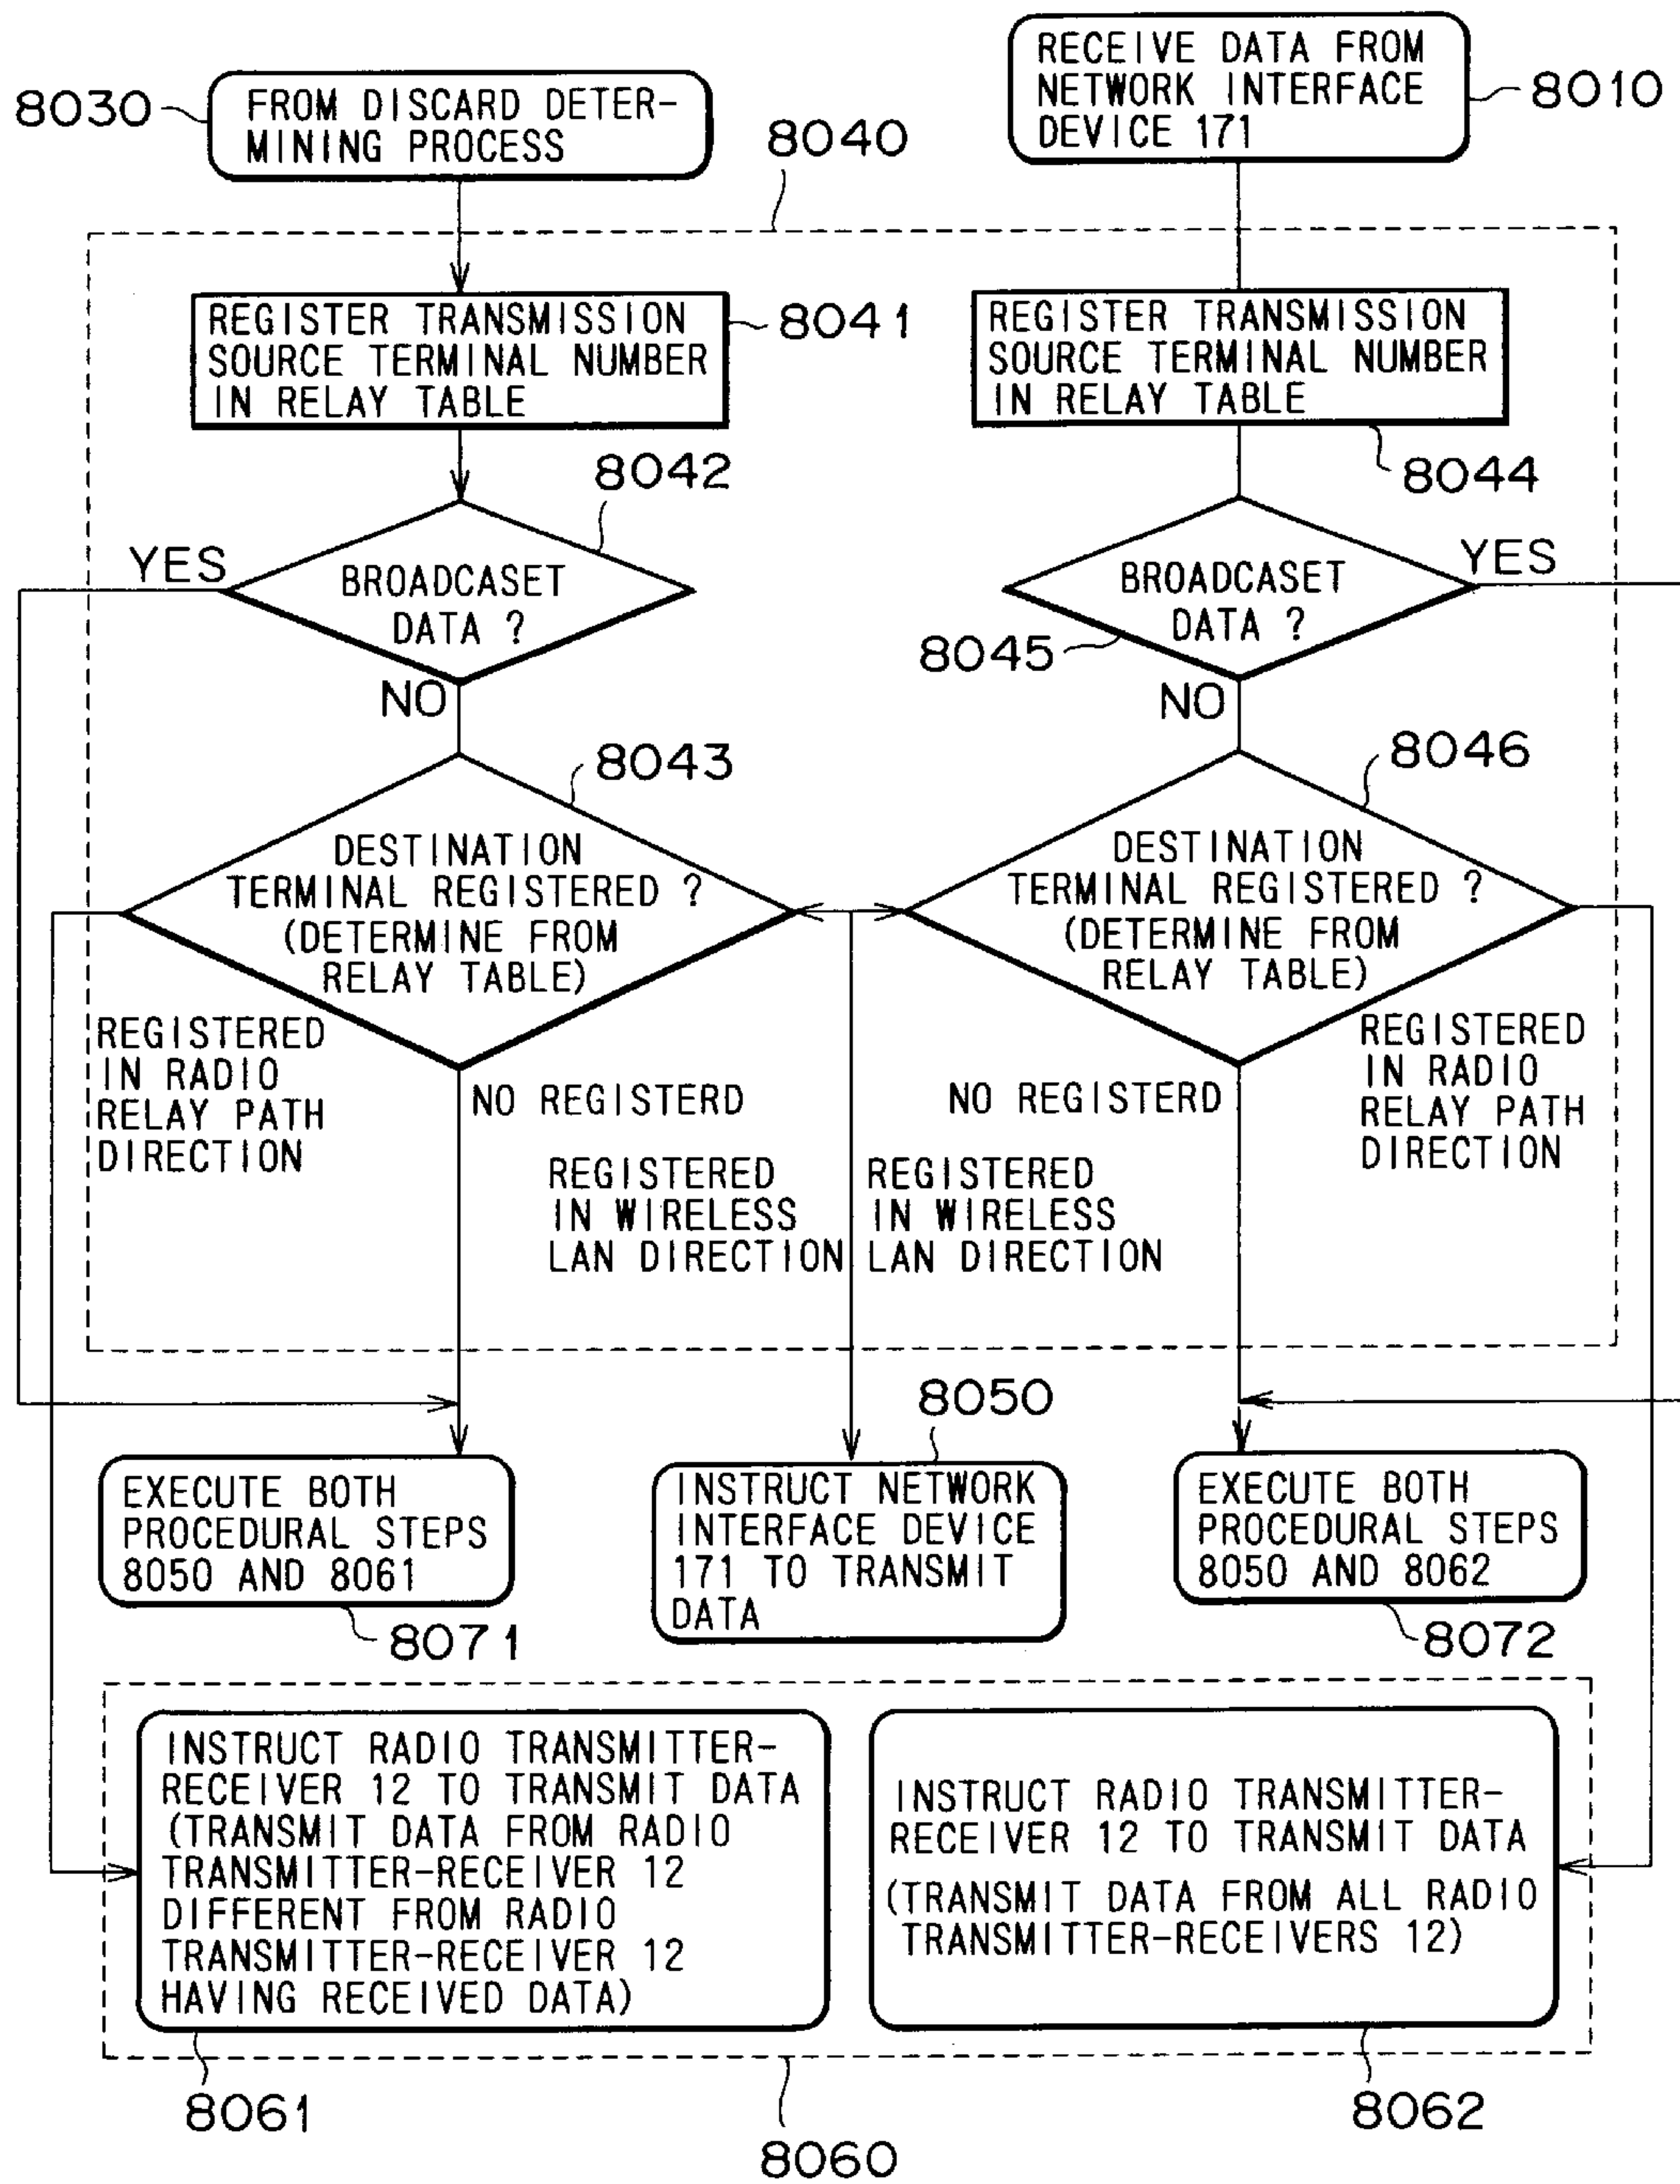 RECEIVE DATA FROM
NETWORK INTERFACE
DEVICE 171
8010
8030
FROM DISCARD DETER-
MINING PROCESS
8040
REGISTER TRANSMISSION
SOURCE TERMINAL NUMBER
IN RELAY TABLE
8041
REGISTER TRANSMISSION
SOURCE TERMINAL NUMBER
IN RELAY TABLE
8044
8042
YES
BROADCASET
DATA ?
NO
YES
BROADCASET
DATA ?
8045
NO
8043
DESTINATION
TERMINAL REGISTERED ?
(DETERMINE FROM
RELAY TABLE)
8046
DESTINATION
TERMINAL REGISTERED ?
(DETERMINE FROM
RELAY TABLE)
REGISTERED
IN RADIO
RELAY PATH
DIRECTION
NO REGISTERD
NO REGISTERD
REGISTERED
IN RADIO
RELAY PATH
DIRECTION
REGISTERED
IN WIRELESS
LAN DIRECTION
REGISTERED
IN WIRELESS
LAN DIRECTION
8050
EXECUTE BOTH
PROCEDURAL STEPS
8050 AND 8061
8071
INSTRUCT NETWORK
INTERFACE DEVICE
171 TO TRANSMIT
DATA
EXECUTE BOTH
PROCEDURAL STEPS
8050 AND 8062
8072
INSTRUCT RADIO TRANSMITTER-
RECEIVER 12 TO TRANSMIT DATA
(TRANSMIT DATA FROM RADIO
TRANSMITTER-RECEIVER 12
DIFFERENT FROM RADIO
TRANSMITTER-RECEIVER 12
HAVING RECEIVED DATA)
INSTRUCT RADIO TRANSMITTER-
RECEIVER 12 TO TRANSMIT DATA
(TRANSMIT DATA FROM ALL RADIO
TRANSMITTER-RECEIVERS 12)
8061
8062
8060